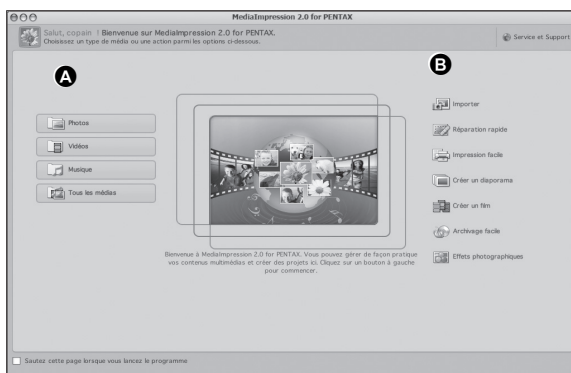 MediaImpression 2.0 for PENTAX
Salut, copain ! Bienvenue sur MediaImpression 2.0 for PENTAX.
Choisissez un type de média ou une action parmi les options ci-dessous.
Service et Support
A
B
Photos
Vidéos
Musique
Tous les médias
Importer
Réparation rapide
Impression facile
Créer un diaporama
Créer un film
Archivage facile
Effets photographiques
Bienvenue à MediaImpression 2.0 for PENTAX. Vous pouvez gérer de façon pratique
vos contenus multimédias et créer des projets ici. Cliquez sur un bouton à gauche
pour commencer.
Sautez cette page lorsque vous lancez le programme